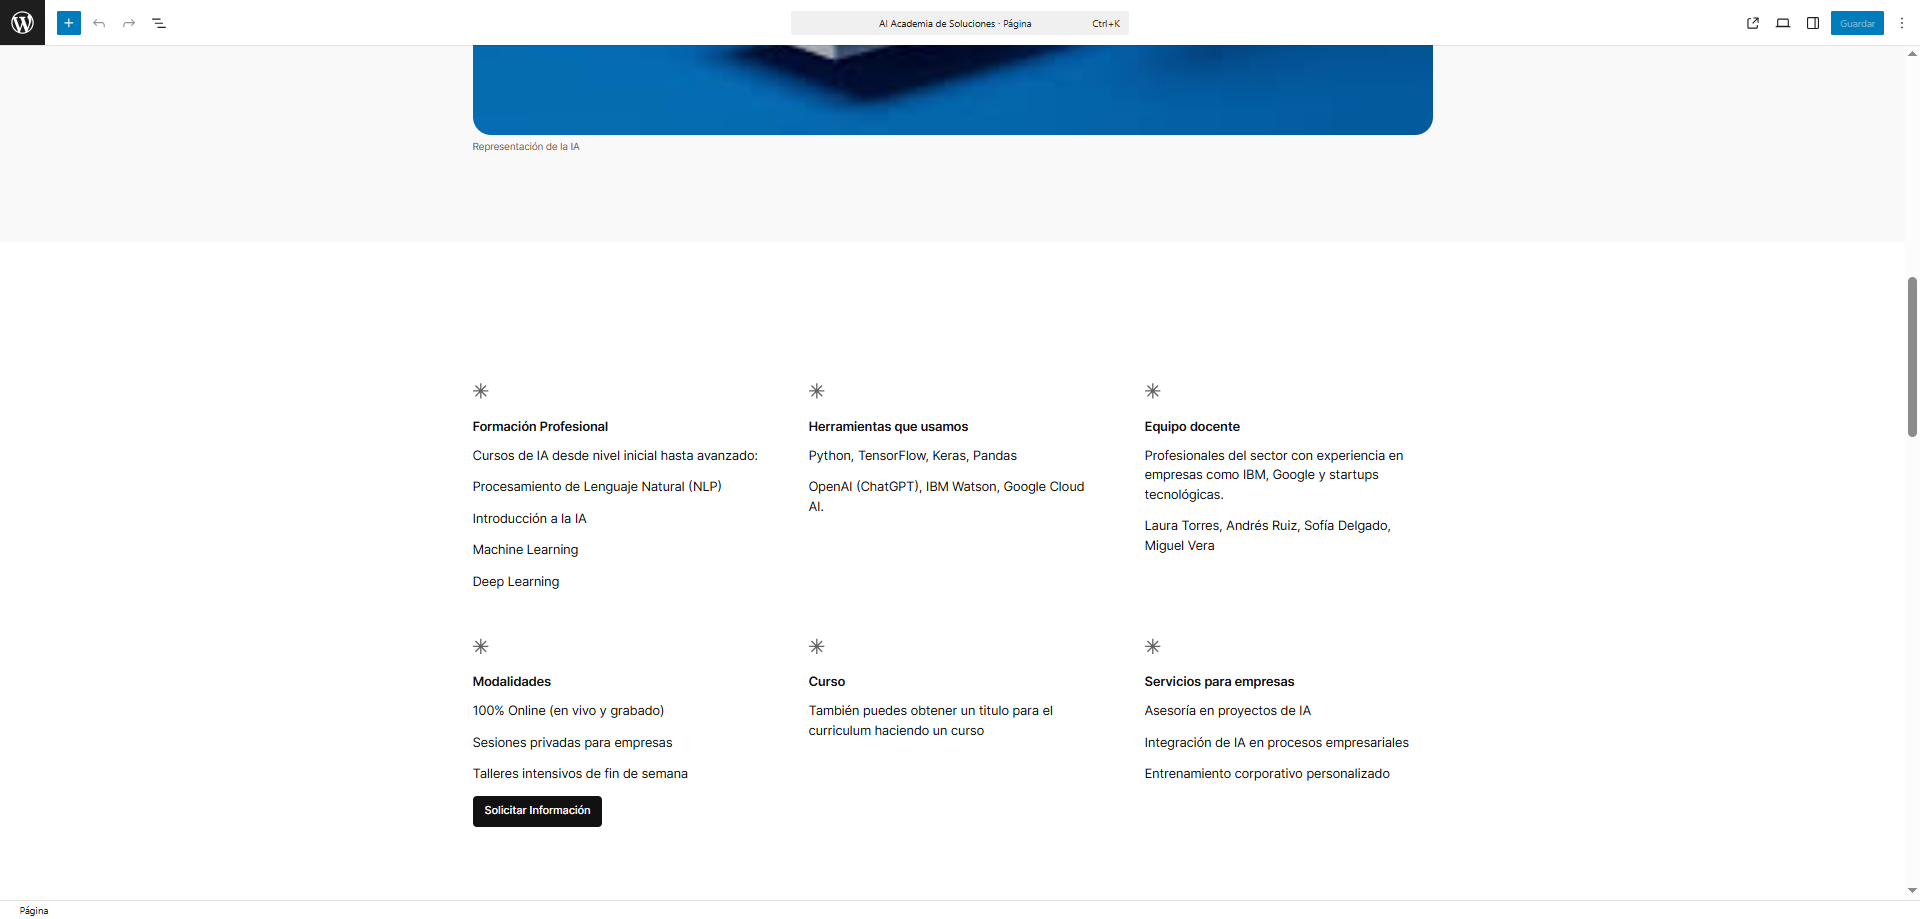 AI Academia de Soluciones · Página
Ctrl+K
Guardar
Representación de la IA
Formación Profesional
Cursos de IA desde nivel inicial hasta avanzado:
Procesamiento de Lenguaje Natural (NLP)
Introducción a la IA
Machine Learning
Deep Learning
Herramientas que usamos
Python, TensorFlow, Keras, Pandas
OpenAI (ChatGPT), IBM Watson, Google Cloud
AI.
Equipo docente
Profesionales del sector con experiencia en
empresas como IBM, Google y startups
tecnológicas.
Laura Torres, Andrés Ruiz, Sofía Delgado,
Miguel Vera
Modalidades
100% Online (en vivo y grabado)
Sesiones privadas para empresas
Talleres intensivos de fin de semana
Solicitar Información
Curso
También puedes obtener un titulo para el
curriculum haciendo un curso
Servicios para empresas
Asesoría en proyectos de IA
Integración de IA en procesos empresariales
Entrenamiento corporativo personalizado
Página